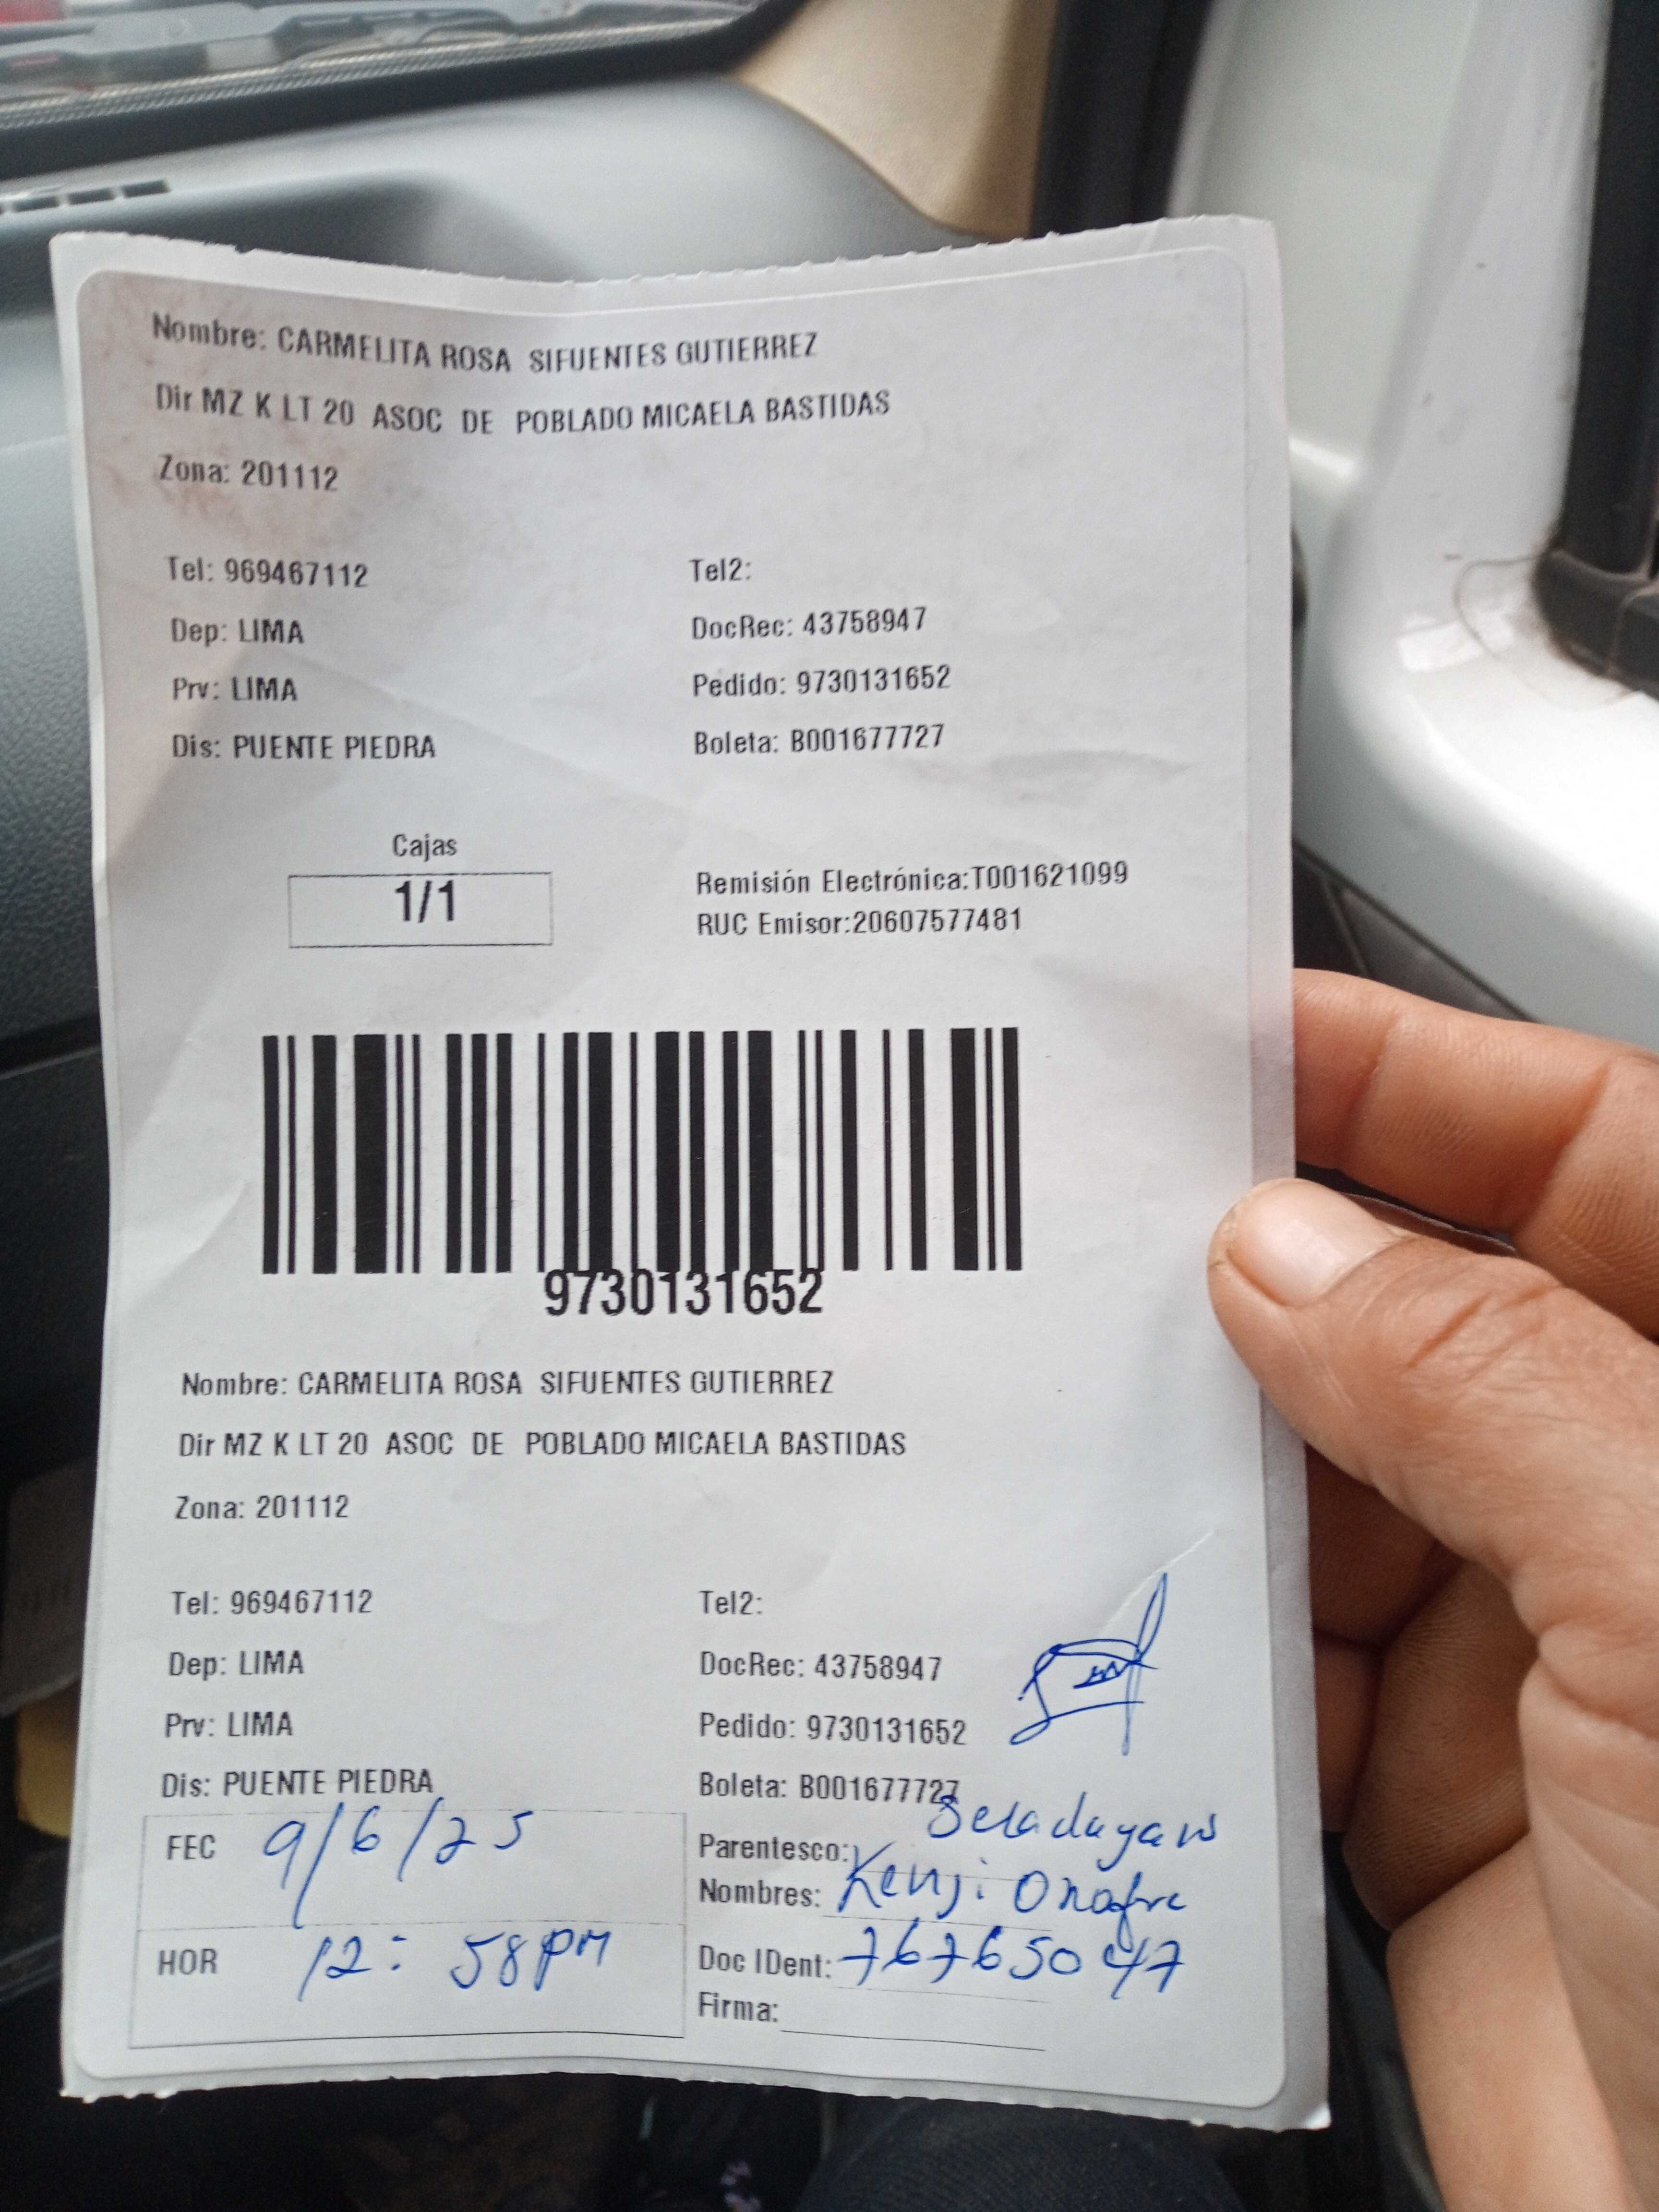 Nombre: CARMELITA ROSA SIFUENTES GUTIERREZ
Dir MZ K LT 20 ASOC DE POBLADO MICAELA BASTIDAS
Zona: 201112
Tel: 969467112 Tel2:
Dep: LIMA DocRec: 43758947
Prv: LIMA Pedido: 9730131652
Dis: PUENTE PIEDRA Boleta: B001677727
Cajas
1/1
Remisión Electrónica:T001621099
RUC Emisor:20607577481
9730131652
Nombre: CARMELITA ROSA SIFUENTES GUTIERREZ
Dir MZ K LT 20 ASOC DE POBLADO MICAELA BASTIDAS
Zona: 201112
Tel: 969467112 Tel2:
Dep: LIMA DocRec: 43758947
Prv: LIMA Pedido: 9730131652
Dis: PUENTE PIEDRA Boleta: B001677727
FEC 9/6/25
Parentesco:
Nombres: Kenji Onofre
HOR 12:58 PM
Doc IDent: 76765047
Firma: